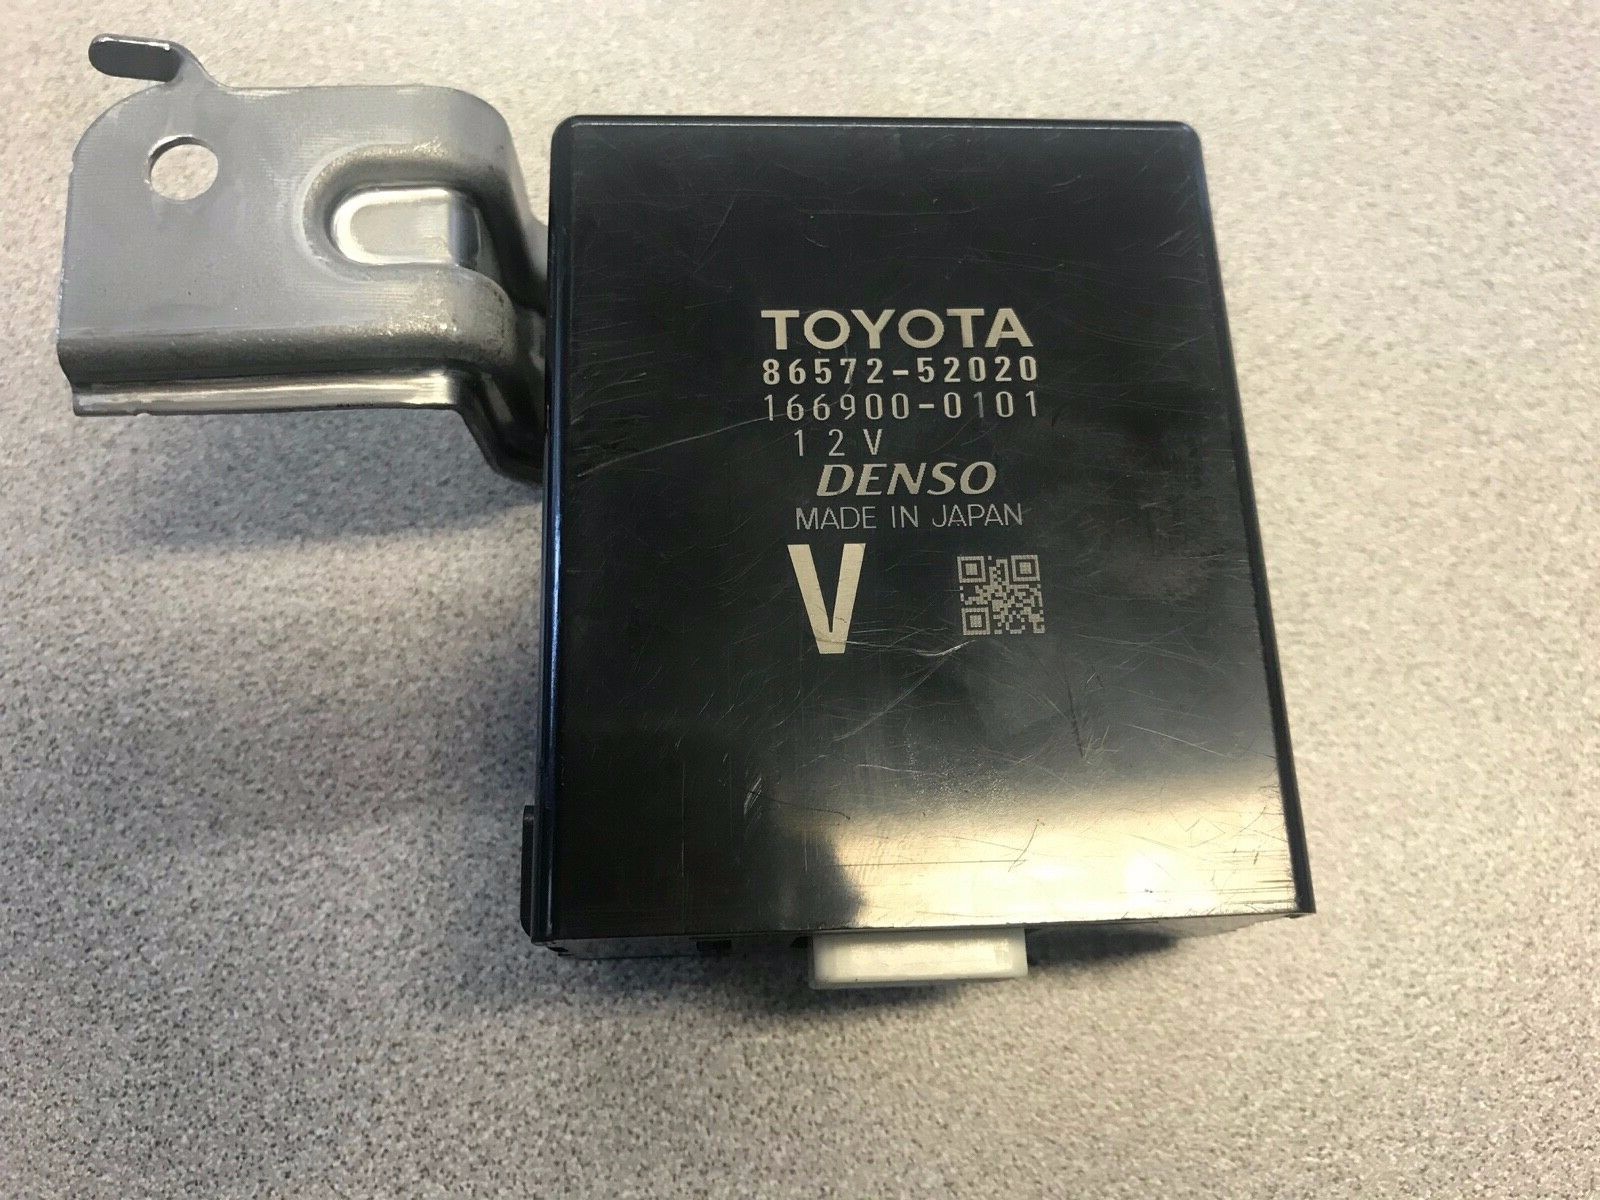 TOYOTA
86572-52020
166900-0101
12V
DENSO
MADE IN JAPAN
V